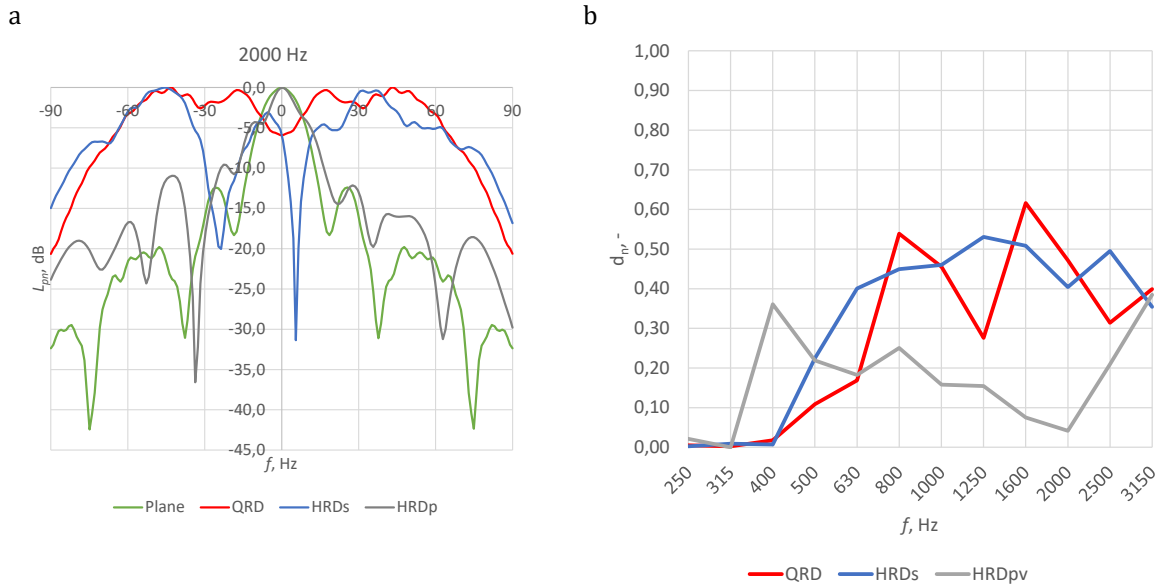 a
2000 Hz
0,0
-90 -60 -30 0 30 60 90
-5,0
-10,0
-15,0
-20,0
-25,0
-30,0
-35,0
-40,0
-45,0
Lpn, dB
f, Hz
Plane QRD HRDs HRDp
b
1,00
0,90
0,80
0,70
0,60
0,50
0,40
0,30
0,20
0,10
0,00
dn, -
250 315 400 500 630 800 1000 1250 1600 2000 2500 3150
f, Hz
QRD HRDs HRDpv